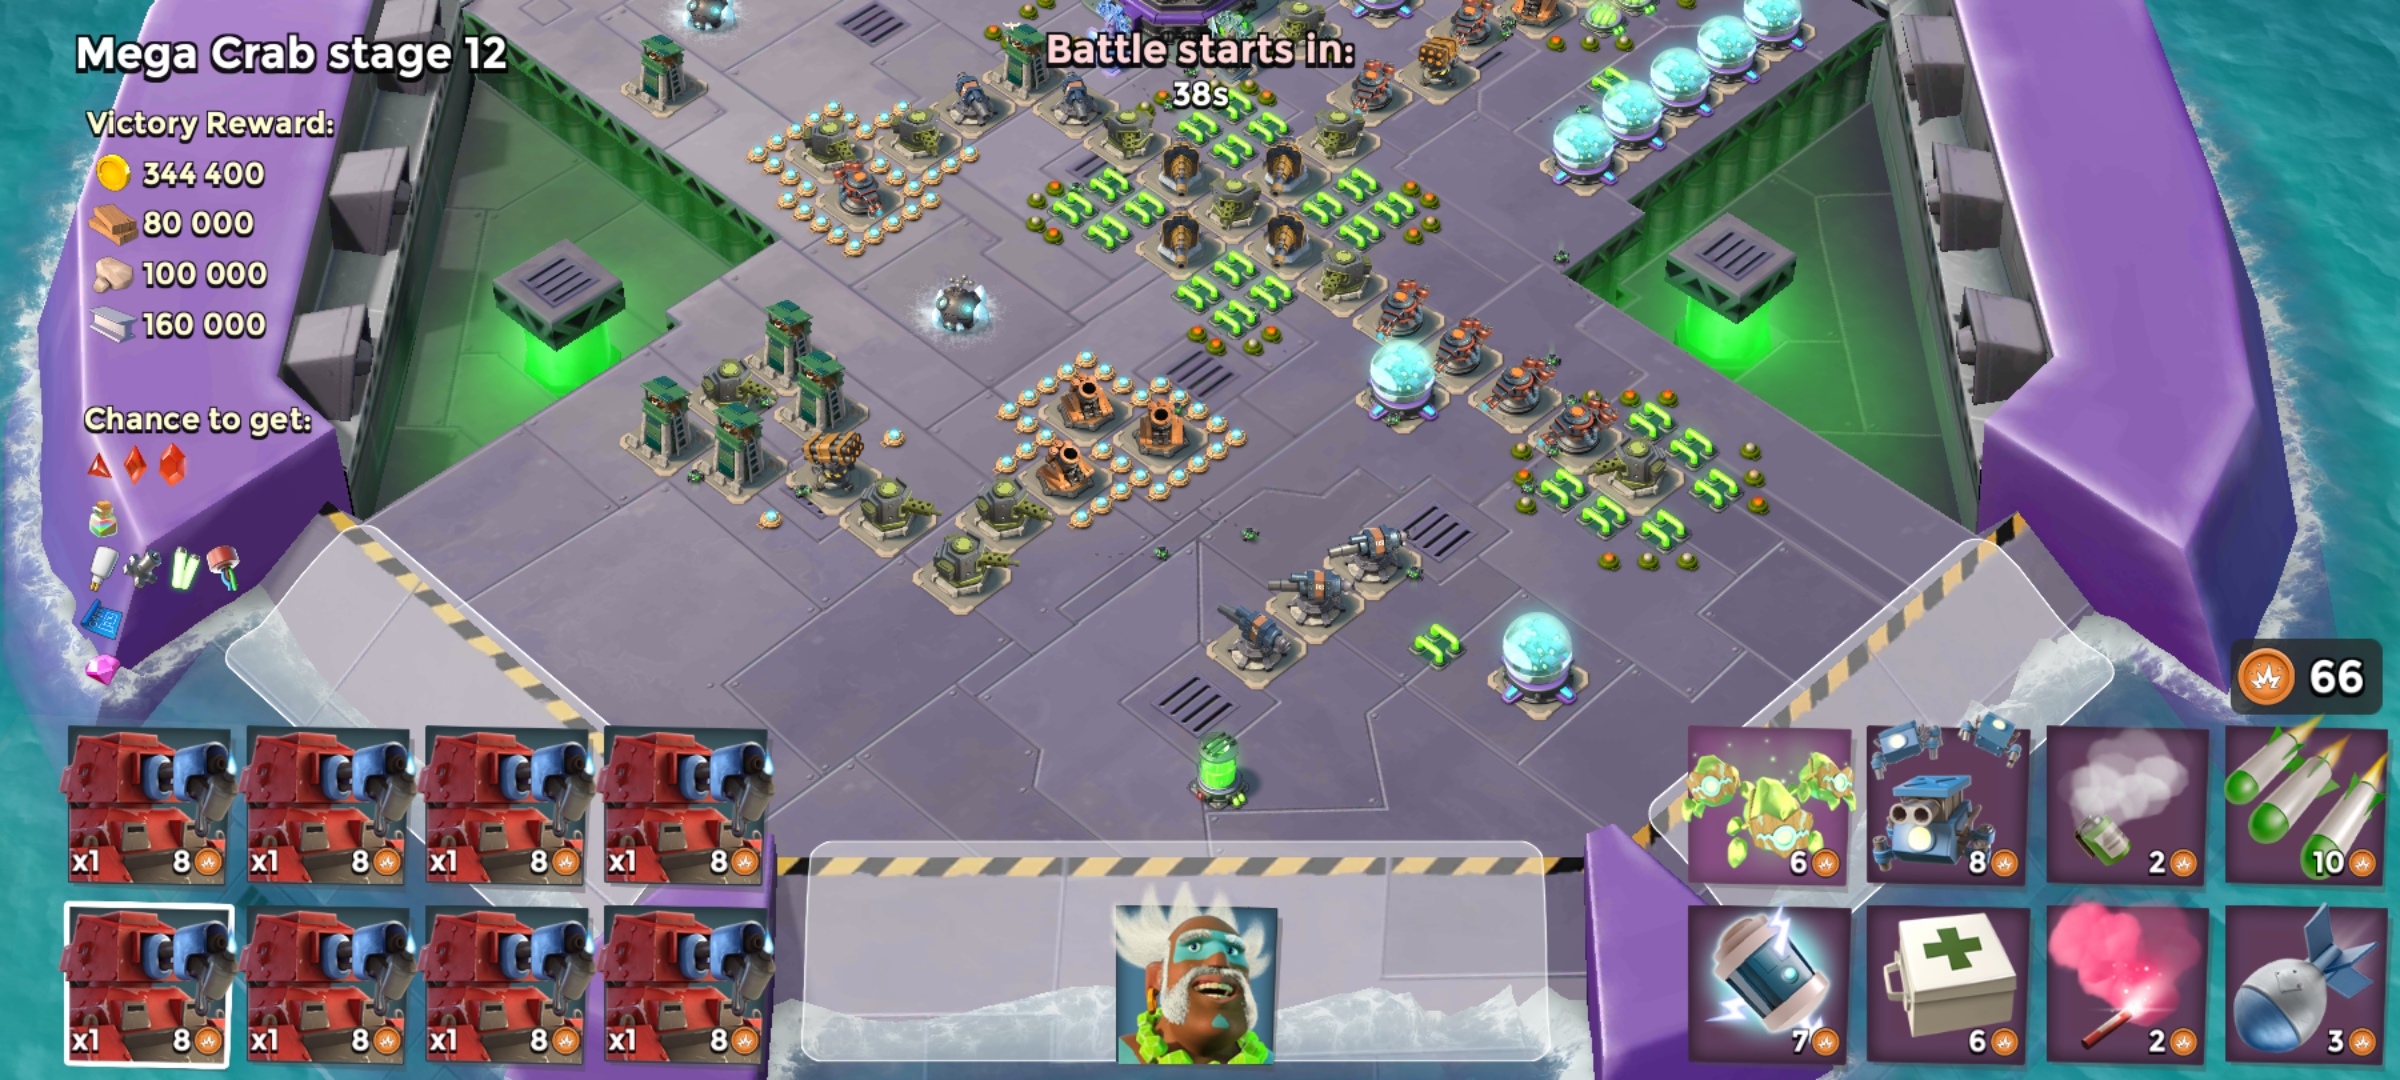 Mega Crab stage 12
Battle starts in:
38s
Victory Reward:
344 400
80 000
100 000
160 000
Chance to get:
66
x1 8
x1 8
x1 8
x1 8
6
8
2
10
x1 8
x1 8
x1 8
x1 8
7
6
2
3